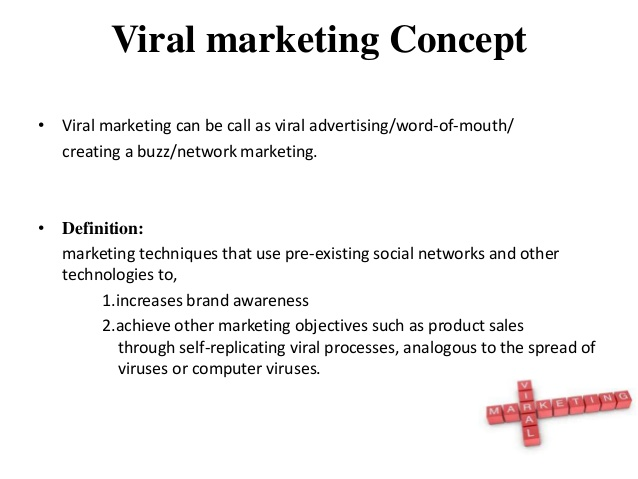 Viral marketing Concept
• Viral marketing can be call as viral advertising/word-of-mouth/
creating a buzz/network marketing.
• Definition:
marketing techniques that use pre-existing social networks and other
technologies to,
1.increases brand awareness
2.achieve other marketing objectives such as product sales
through self-replicating viral processes, analogous to the spread of
viruses or computer viruses.
VIRAL
MARKETING